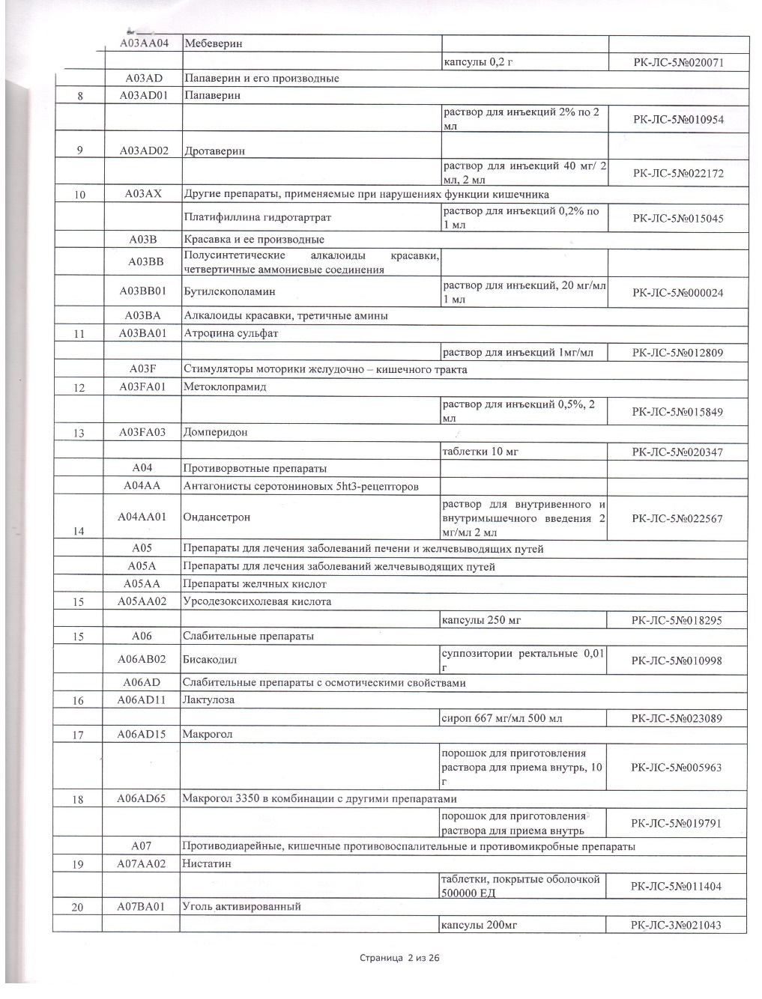 A03AA04 Мебеверин
капсулы 0,2 г РК-ЛС-5№020071
A03AD Папаверин и его производные
8 A03AD01 Папаверин
раствор для инъекций 2% по 2
мл РК-ЛС-5№010954
9 A03AD02 Дротаверин
раствор для инъекций 40 мг/ 2
мл, 2 мл РК-ЛС-5№022172
10 A03AX Другие препараты, применяемые при нарушениях функции кишечника
Платифиллина гидротартрат раствор для инъекций 0,2% по
1 мл РК-ЛС-5№015045
A03B Красавка и ее производные
A03BB Полусинтетические алкалоиды красавки,
четвертичные аммониевые соединения
A03BB01 Бутилскополамин раствор для инъекций, 20 мг/мл
1 мл РК-ЛС-5№000024
A03BA Алкалоиды красавки, третичные амины
11 A03BA01 Атропина сульфат
раствор для инъекций 1мг/мл РК-ЛС-5№012809
A03F Стимуляторы моторики желудочно – кишечного тракта
12 A03FA01 Метоклопрамид
раствор для инъекций 0,5%, 2
мл РК-ЛС-5№015849
13 A03FA03 Домперидон
таблетки 10 мг РК-ЛС-5№020347
A04 Противорвотные препараты
A04AA Антагонисты серотониновых 5ht3-рецепторов
14 A04AA01 Ондансетрон раствор для внутривенного и
внутримышечного введения 2
мг/мл 2 мл РК-ЛС-5№022567
A05 Препараты для лечения заболеваний печени и желчевыводящих путей
A05A Препараты для лечения заболеваний желчевыводящих путей
A05AA Препараты желчных кислот
15 A05AA02 Урсодезоксихолевая кислота
капсулы 250 мг РК-ЛС-5№018295
15 A06 Слабительные препараты
A06AB02 Бисакодил суппозитории ректальные 0,01
г РК-ЛС-5№010998
A06AD Слабительные препараты с осмотическими свойствами
16 A06AD11 Лактулоза
сироп 667 мг/мл 500 мл РК-ЛС-5№023089
17 A06AD15 Макрогол
порошок для приготовления
раствора для приема внутрь, 10
г РК-ЛС-5№005963
18 A06AD65 Макрогол 3350 в комбинации с другими препаратами
порошок для приготовления
раствора для приема внутрь РК-ЛС-5№019791
A07 Противодиарейные, кишечные противовоспалительные и противомикробные препараты
19 A07AA02 Нистатин
таблетки, покрытые оболочкой
500000 ЕД РК-ЛС-5№011404
20 A07BA01 Уголь активированный
капсулы 200мг РК-ЛС-3№021043
Страница 2 из 26